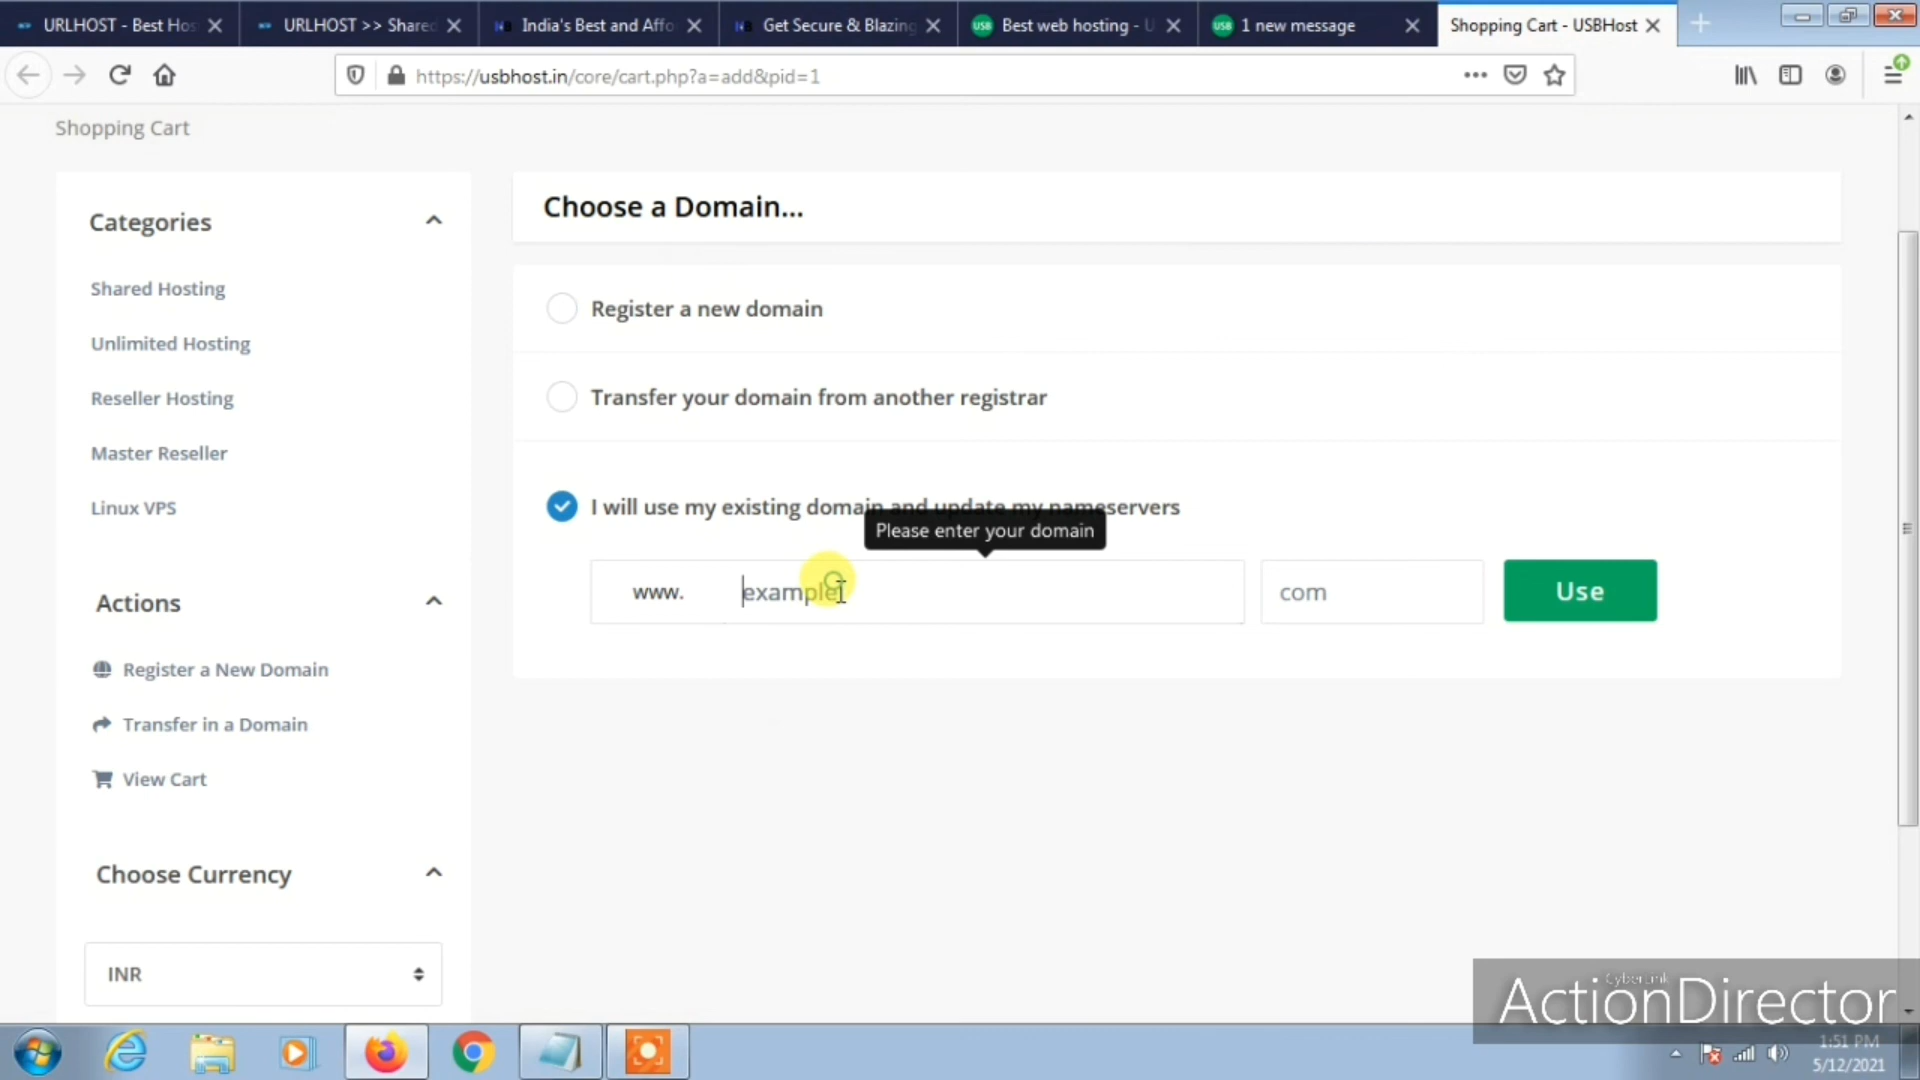 URLHOST - Best Hos
URLHOST >> Shared
India's Best and Affo
Get Secure & Blazing
USB Best web hosting - U
USB 1 new message
Shopping Cart - USBHost
https://usbhost.in/core/cart.php?a=add&pid=1
Shopping Cart
Categories
Shared Hosting
Unlimited Hosting
Reseller Hosting
Master Reseller
Linux VPS
Actions
Register a New Domain
Transfer in a Domain
View Cart
Choose Currency
INR
Choose a Domain...
Register a new domain
Transfer your domain from another registrar
I will use my existing domain and update my nameservers
Please enter your domain
www. example com Use
CyberLink
ActionDirector
1:51 PM
5/12/2021